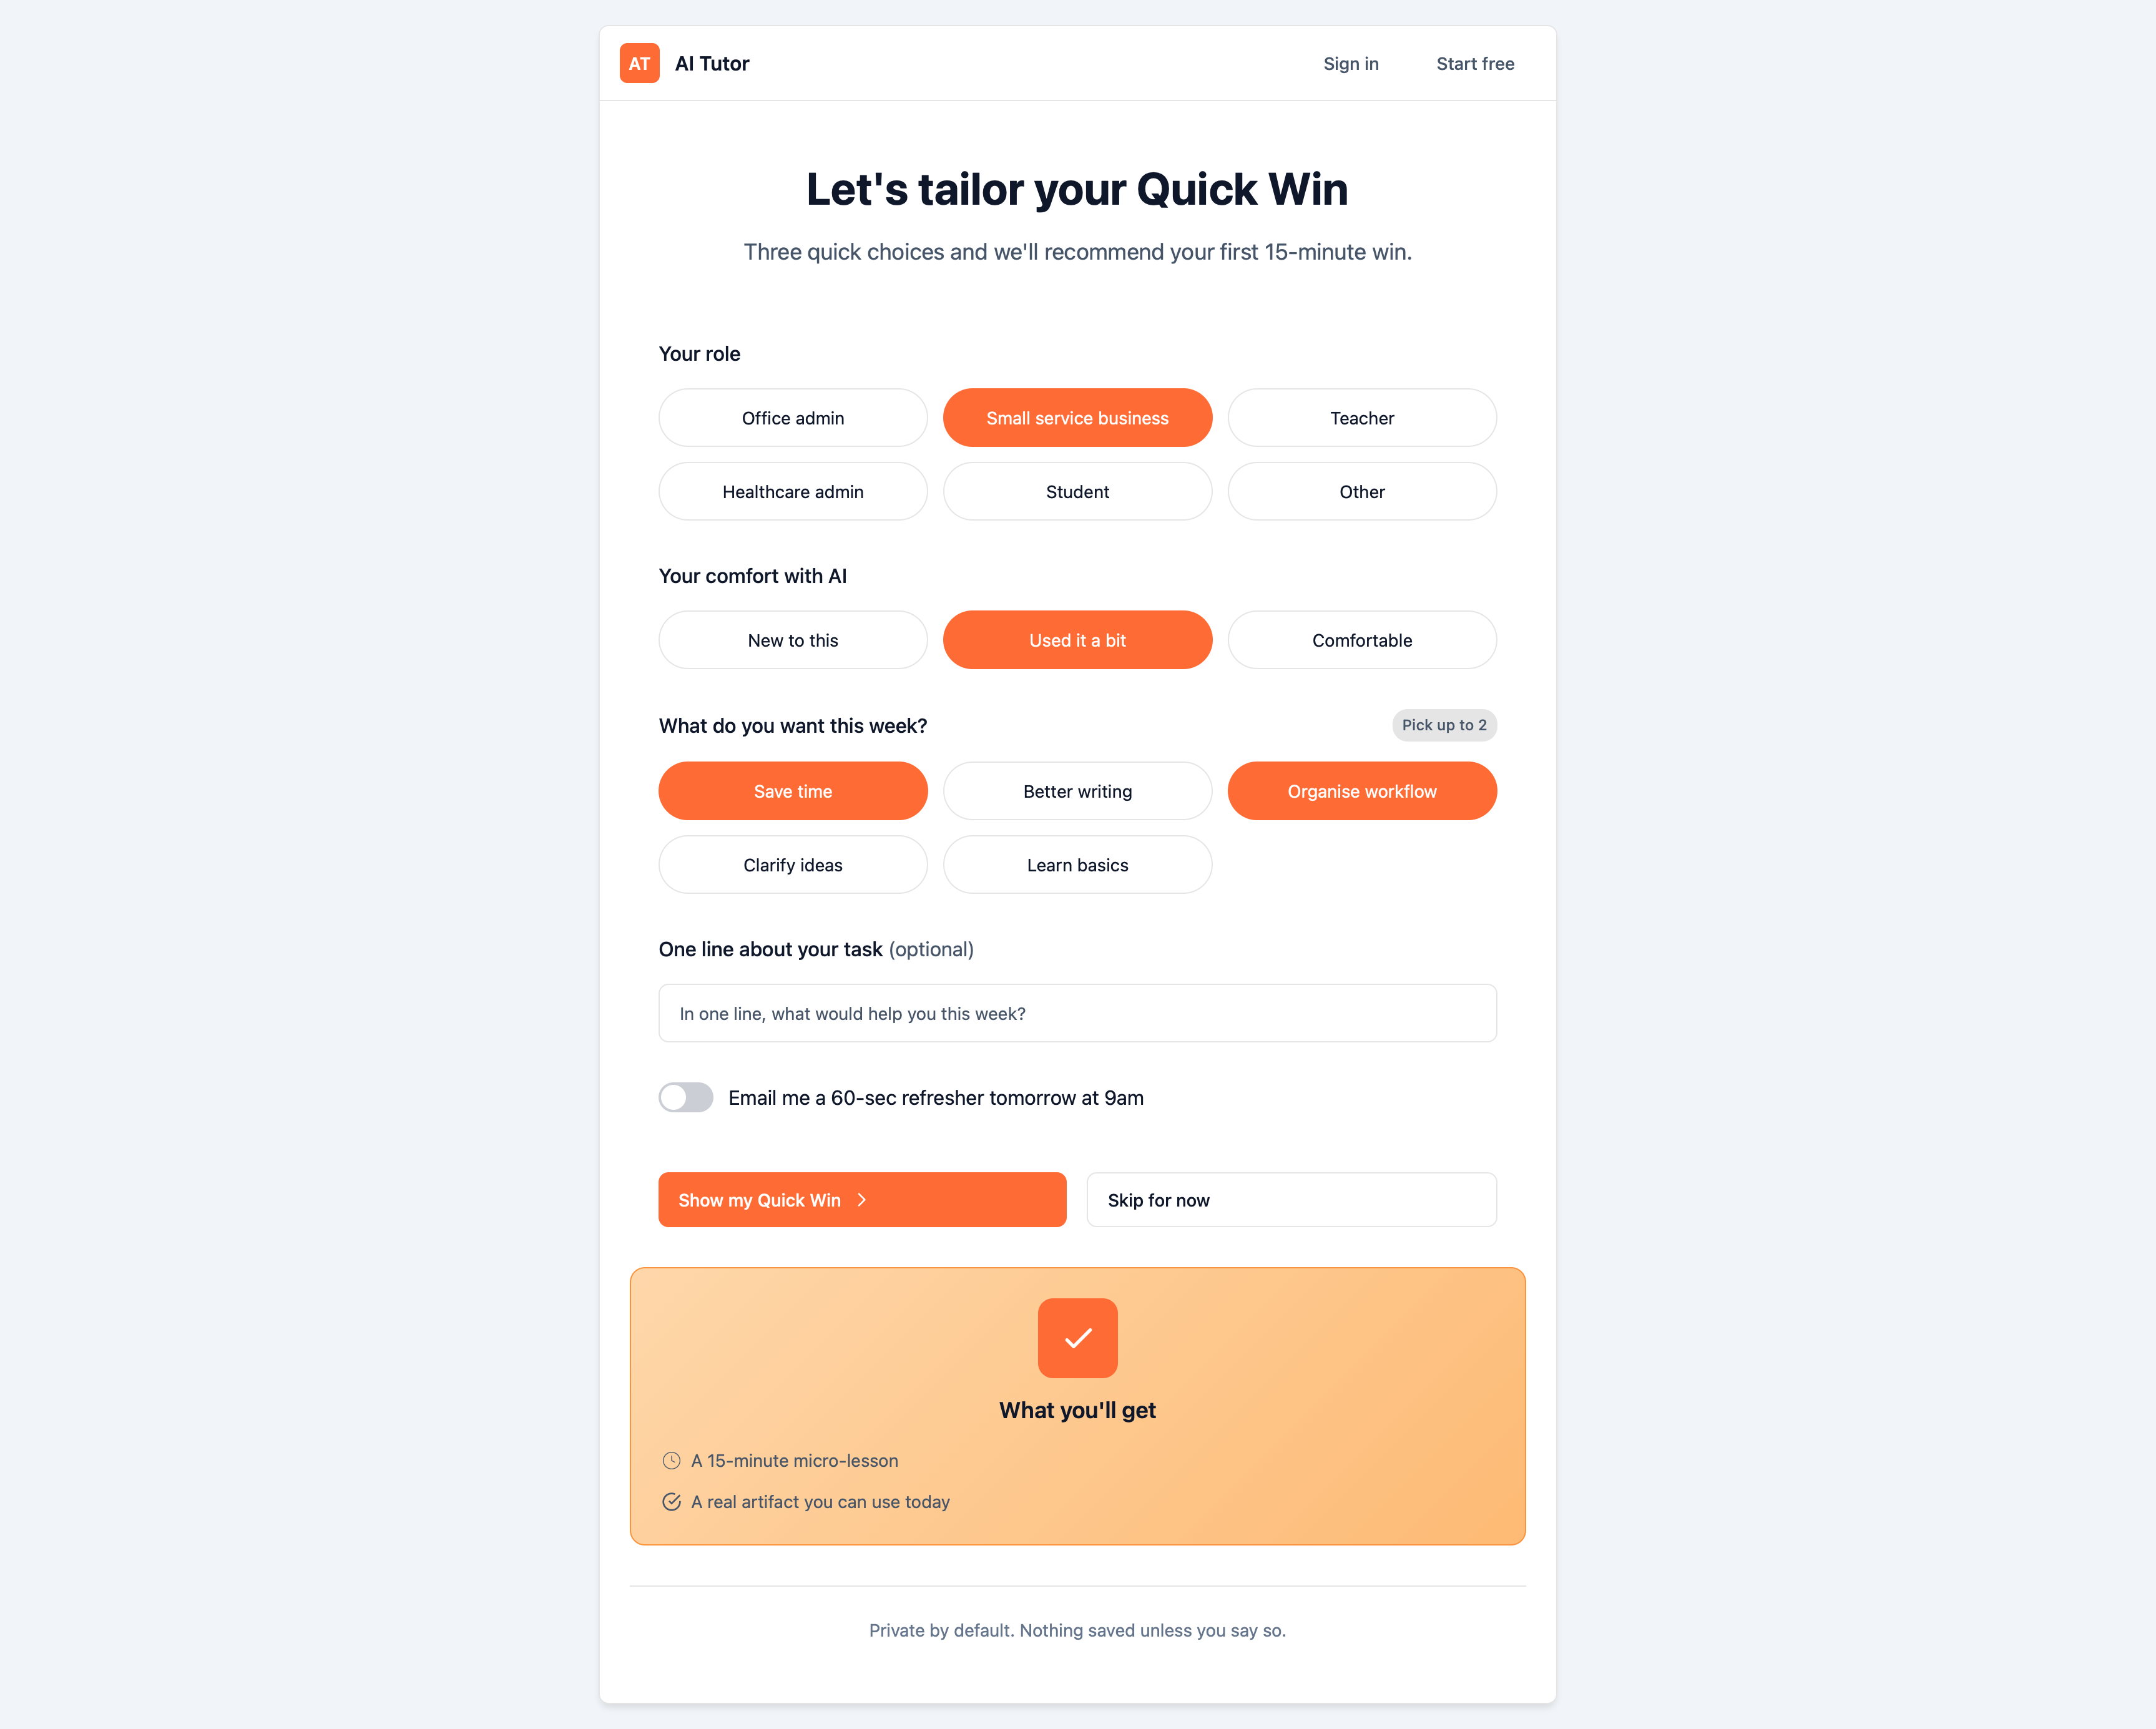 AT AI Tutor Sign in Start free
Let's tailor your Quick Win
Three quick choices and we'll recommend your first 15-minute win.
Your role
Office admin Small service business Teacher
Healthcare admin Student Other
Your comfort with AI
New to this Used it a bit Comfortable
What do you want this week? Pick up to 2
Save time Better writing Organise workflow
Clarify ideas Learn basics
One line about your task (optional)
In one line, what would help you this week?
Email me a 60-sec refresher tomorrow at 9am
Show my Quick Win Skip for now
What you'll get
A 15-minute micro-lesson
A real artifact you can use today
Private by default. Nothing saved unless you say so.